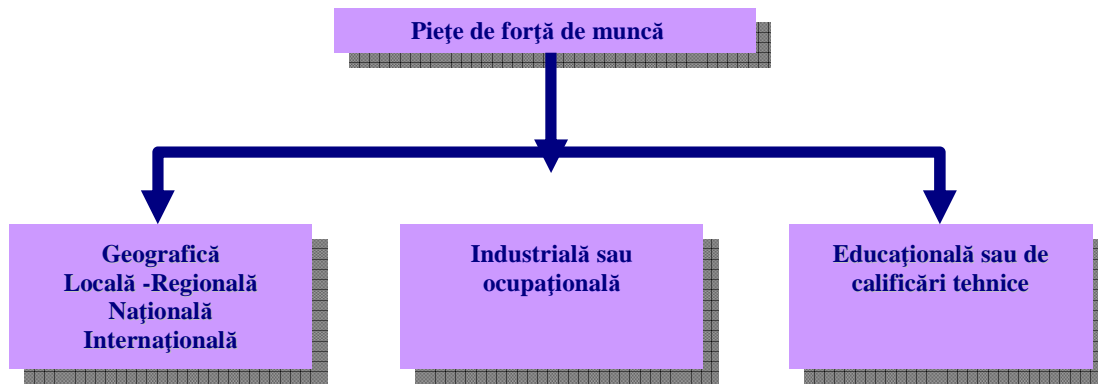 Pieţe de forţă de muncă
Geografică
Locală -Regională
Naţională
Internaţională
Industrială sau
ocupaţională
Educaţională sau de
calificări tehnice